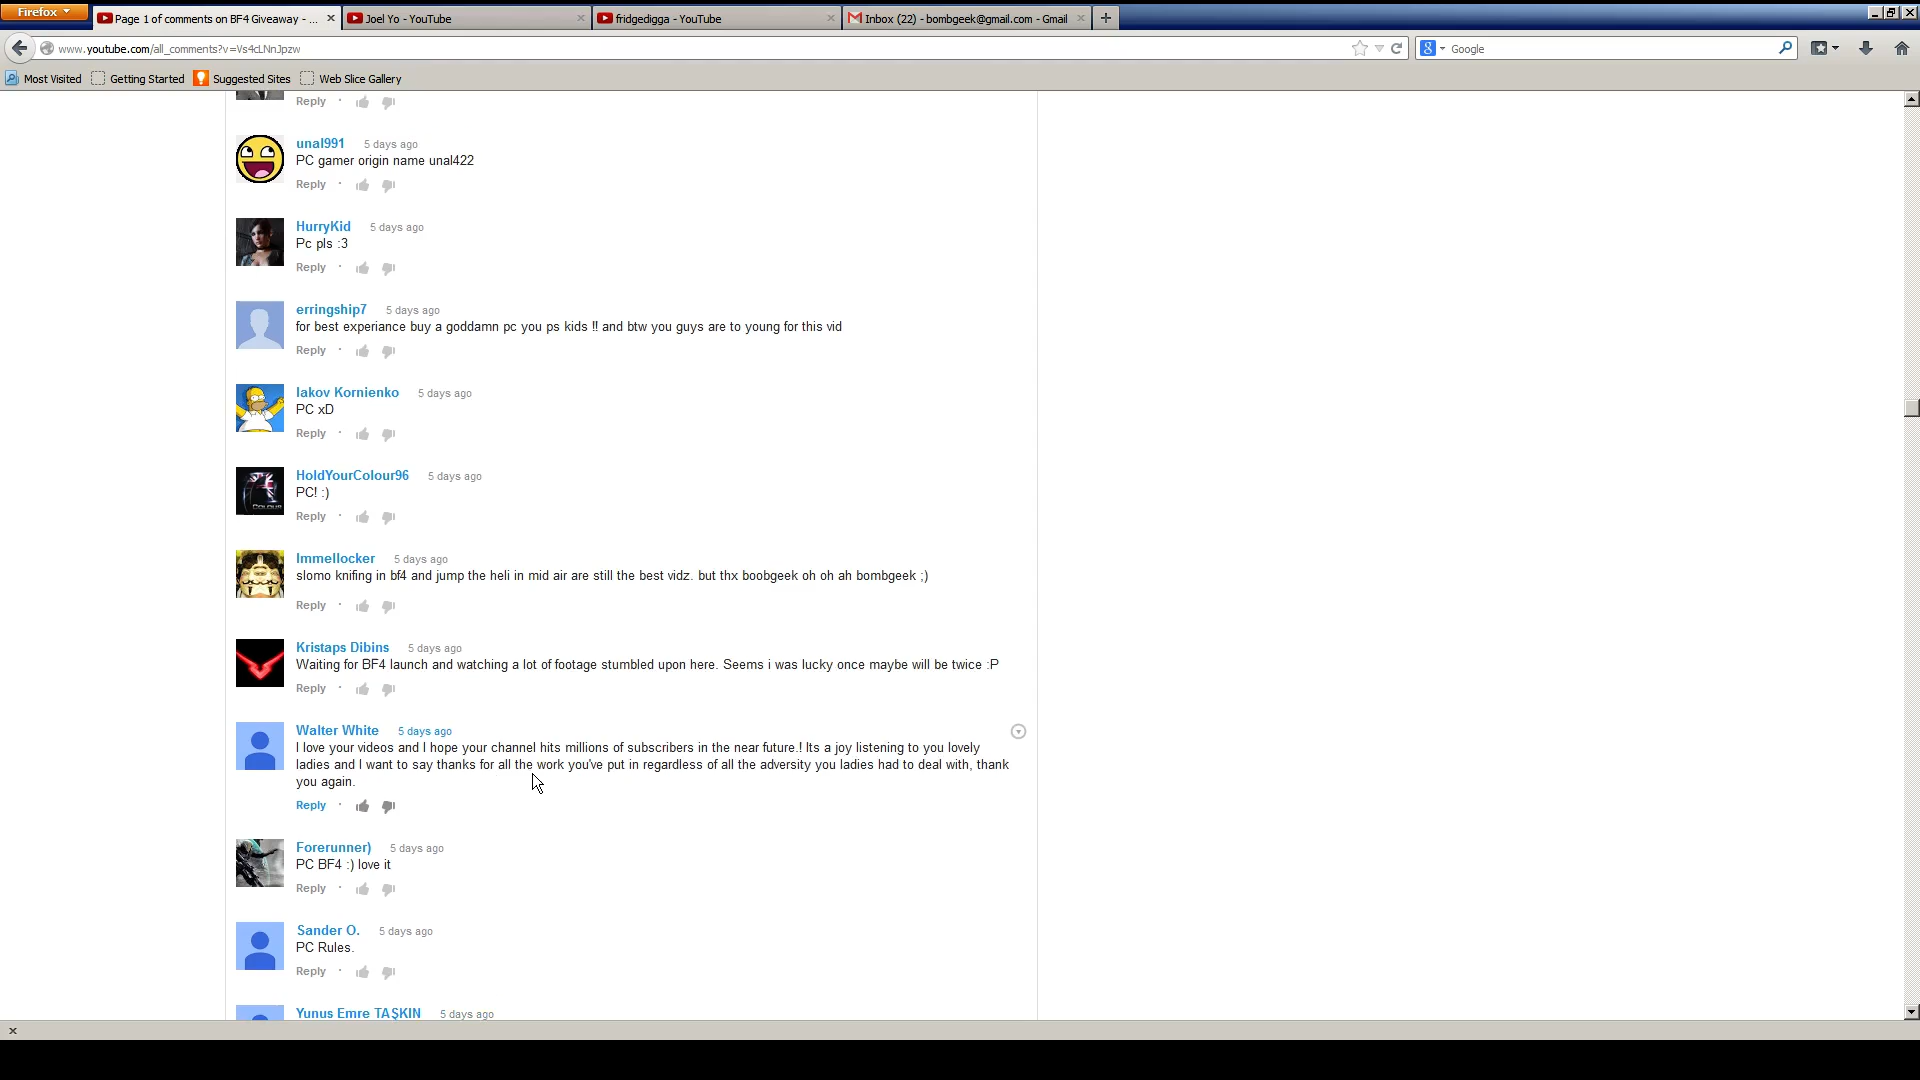 Firefox
Page 1 of comments on BF4 Giveaway - ...
Joel Yo - YouTube
fridgedigga - YouTube
Inbox (22) - bombgeek@gmail.com - Gmail
www.youtube.com/all_comments?v=Vs4cLNnJpzw
8
Google
Most Visited
Getting Started
Suggested Sites
Web Slice Gallery
Reply ·
unal991 5 days ago
PC gamer origin name unal422
Reply ·
HurryKid 5 days ago
Pc pls :3
Reply ·
erringship7 5 days ago
for best experiance buy a goddamn pc you ps kids !! and btw you guys are to young for this vid
Reply ·
Iakov Kornienko 5 days ago
PC xD
Reply ·
HoldYourColour96 5 days ago
PC! :)
Reply ·
Immellocker 5 days ago
slomo knifing in bf4 and jump the heli in mid air are still the best vidz. but thx boobgeek oh oh ah bombgeek ;)
Reply ·
Kristaps Dibins 5 days ago
Waiting for BF4 launch and watching a lot of footage stumbled upon here. Seems i was lucky once maybe will be twice :P
Reply ·
Walter White 5 days ago
I love your videos and I hope your channel hits millions of subscribers in the near future.! Its a joy listening to you lovely
ladies and I want to say thanks for all the work you've put in regardless of all the adversity you ladies had to deal with, thank
you again.
Reply ·
Forerunner) 5 days ago
PC BF4 :) love it
Reply ·
Sander O. 5 days ago
PC Rules.
Reply ·
Yunus Emre TAŞKIN 5 days ago